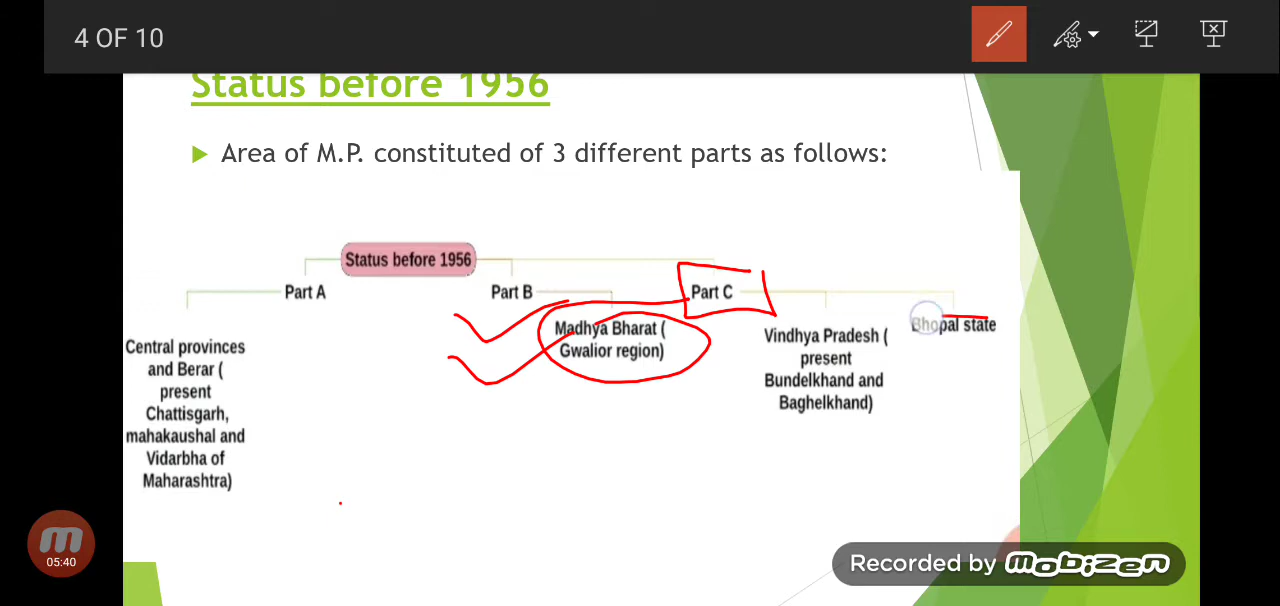 4 OF 10
Status before 1956
Area of M.P. constituted of 3 different parts as follows:
Status before 1956
Part A
Part B
Part C
Central provinces
and Berar (
present
Chattisgarh,
mahakaushal and
Vidarbha of
Maharashtra)
Madhya Bharat (
Gwalior region)
Vindhya Pradesh (
present
Bundelkhand and
Baghelkhand)
Bhopal state
m
05:40
Recorded by mobizen